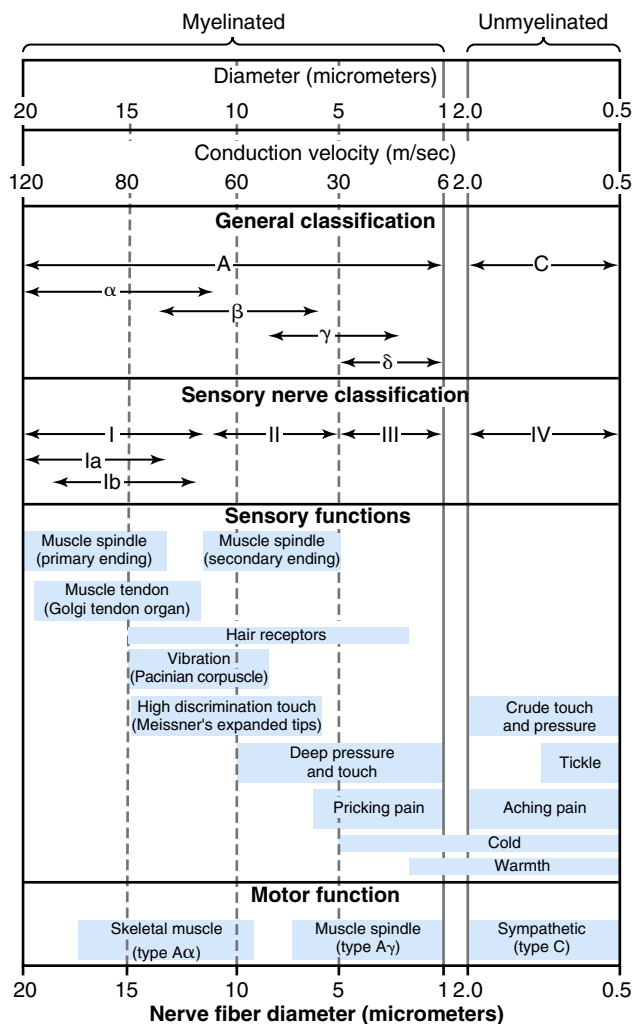 Myelinated Unmyelinated
Diameter (micrometers)
20 15 10 5 1 2.0 0.5
Conduction velocity (m/sec)
120 80 60 30 6 2.0 0.5
General classification
A C
α
β
γ
δ
Sensory nerve classification
I II III IV
Ia
Ib
Sensory functions
Muscle spindle Muscle spindle
(primary ending) (secondary ending)
Muscle tendon
(Golgi tendon organ)
Hair receptors
Vibration
(Pacinian corpuscle)
High discrimination touch Crude touch
(Meissner's expanded tips) and pressure
Deep pressure
and touch
Tickle
Pricking pain Aching pain
Cold
Warmth
Motor function
Skeletal muscle Muscle spindle Sympathetic
(type Aα) (type Aγ) (type C)
20 15 10 5 1 2.0 0.5
Nerve fiber diameter (micrometers)